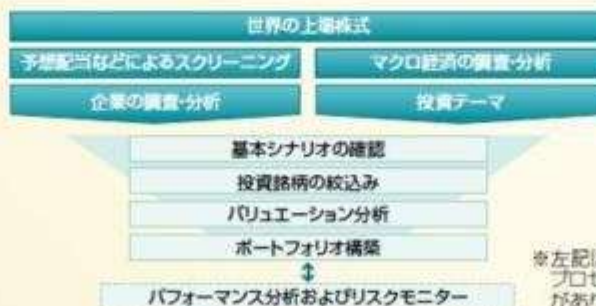 世界の上場株式
予想配当などによるスクリーニング
マクロ経済の調査・分析
企業の調査・分析
投資テーマ
基本シナリオの確認
投資銘柄の絞込み
バリュエーション分析
ポートフォリオ構築
パフォーマンス分析およびリスクモニター
※左記
プロセ
があり